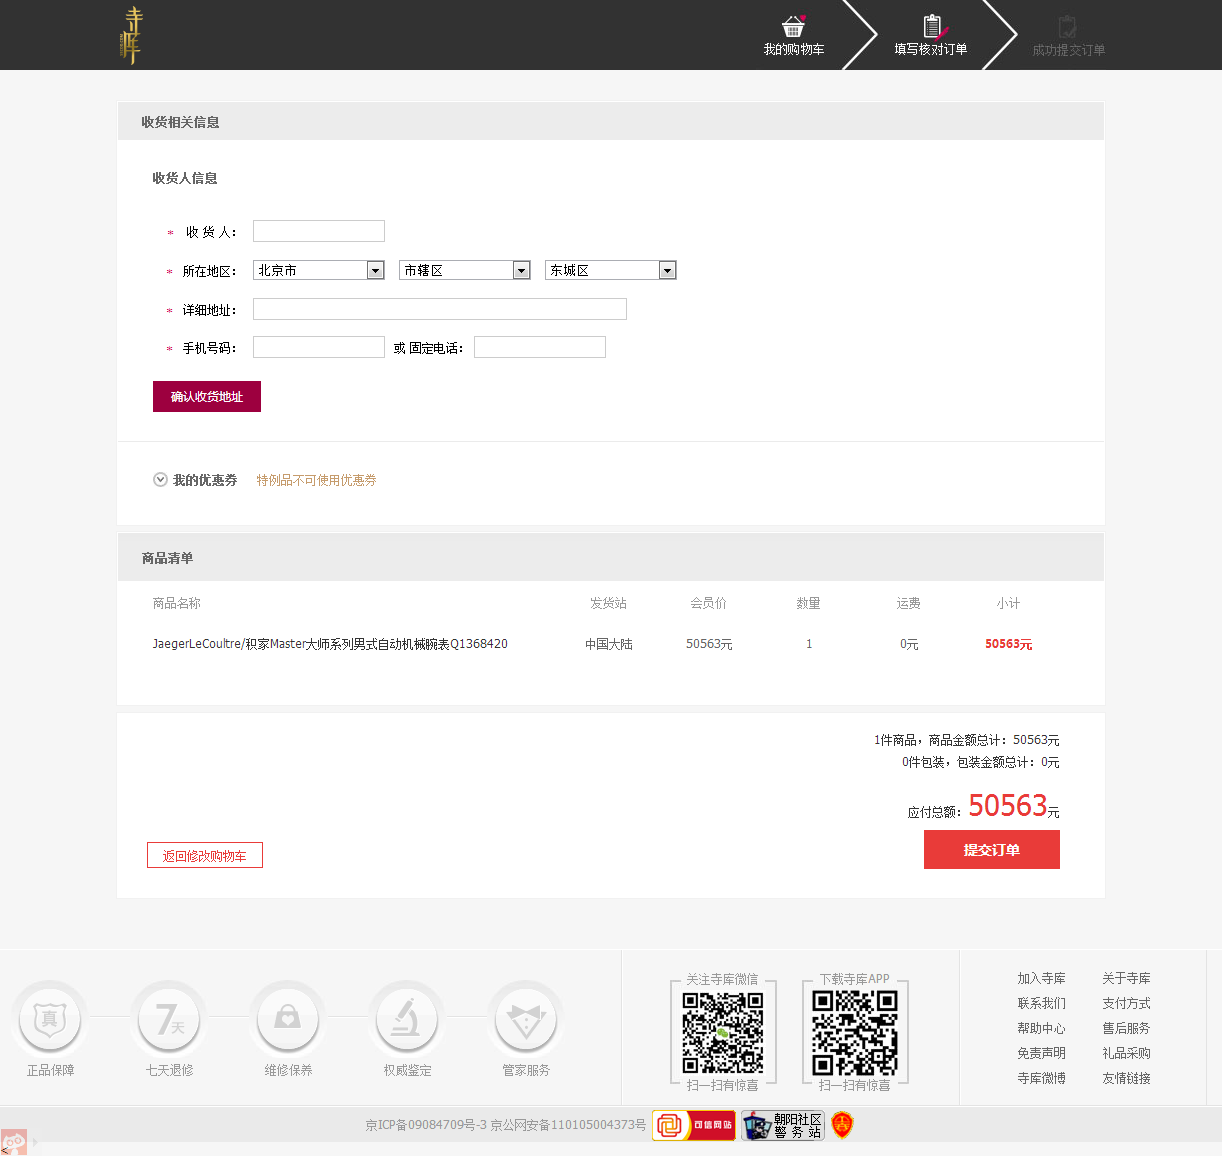 寺库
我的购物车
填写核对订单
成功提交订单
收货相关信息
收货人信息
* 收 货 人：
* 所在地区： 北京市 市辖区 东城区
* 详细地址：
* 手机号码： 或 固定电话：
确认收货地址
我的优惠券 特例品不可使用优惠券
商品清单
商品名称 发货站 会员价 数量 运费 小计
JaegerLeCoultre/积家Master大师系列男式自动机械腕表Q1368420 中国大陆 50563元 1 0元 50563元
1件商品，商品金额总计：50563元
0件包装，包装金额总计：0元
应付总额：50563元
返回修改购物车
提交订单
真
正品保障
7天
七天退修
维修保养
权威鉴定
管家服务
关注寺库微信
扫一扫有惊喜
下载寺库APP
扫一扫有惊喜
加入寺库 关于寺库
联系我们 支付方式
帮助中心 售后服务
免责声明 礼品采购
寺库微博 友情链接
京ICP备09084709号-3 京公网安备110105004373号
可信网站
朝阳社区
警务站